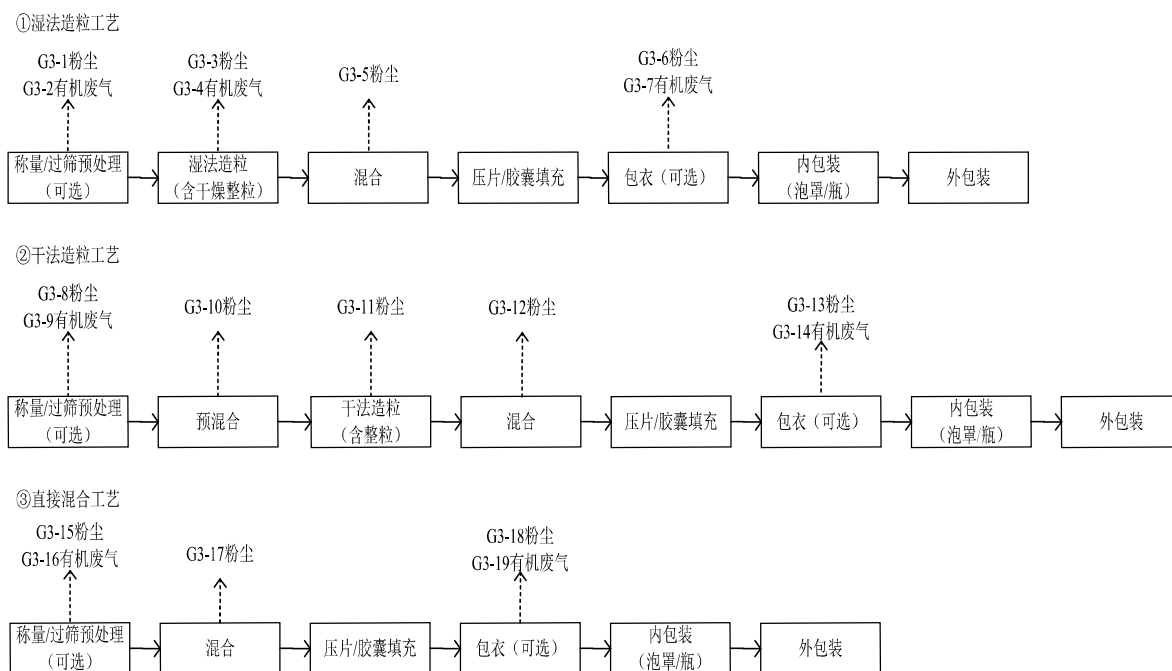 ①湿法造粒工艺
G3-1粉尘
G3-2有机废气
G3-3粉尘
G3-4有机废气
G3-5粉尘
G3-6粉尘
G3-7有机废气
称量/过筛预处理
（可选）
湿法造粒
（含干燥整粒）
混合
压片/胶囊填充
包衣（可选）
内包装
（泡罩/瓶）
外包装
②干法造粒工艺
G3-8粉尘
G3-9有机废气
G3-10粉尘
G3-11粉尘
G3-12粉尘
G3-13粉尘
G3-14有机废气
称量/过筛预处理
（可选）
预混合
干法造粒
（含整粒）
混合
压片/胶囊填充
包衣（可选）
内包装
（泡罩/瓶）
外包装
③直接混合工艺
G3-15粉尘
G3-16有机废气
G3-17粉尘
G3-18粉尘
G3-19有机废气
称量/过筛预处理
（可选）
混合
压片/胶囊填充
包衣（可选）
内包装
（泡罩/瓶）
外包装